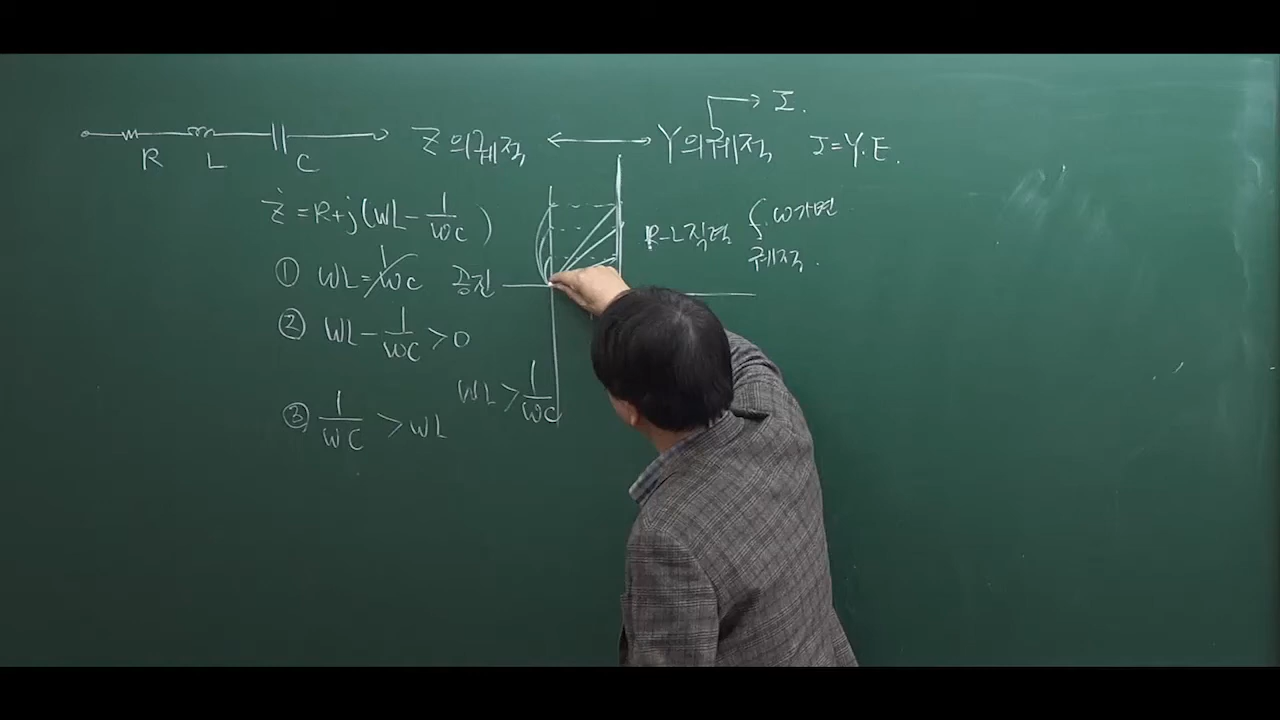 I.
R L C Z의궤적 Y의궤적 I=Y.E.
Ż=R+j(WL-1/WC)
R-L직렬 f.W가변
궤적.
① WL=1/WC 공진
② WL-1/WC>0
WL>1/WC
③ 1/WC>WL